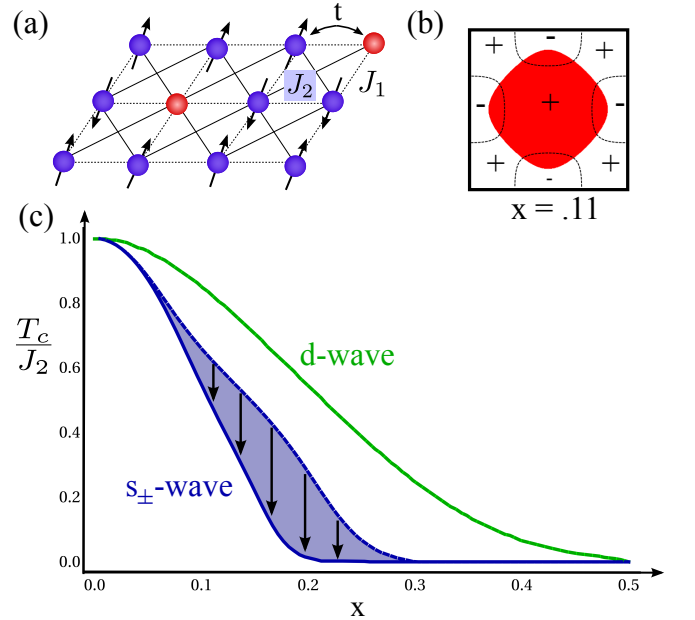 (a)
t
(b)
J₂
J₁
- + +
- + -
+ - +
x = .11
(c)
1.0
0.8
T_c/J₂
0.6
d-wave
0.4
s±-wave
0.2
0.0
0.0 0.1 0.2 0.3 0.4 0.5
x